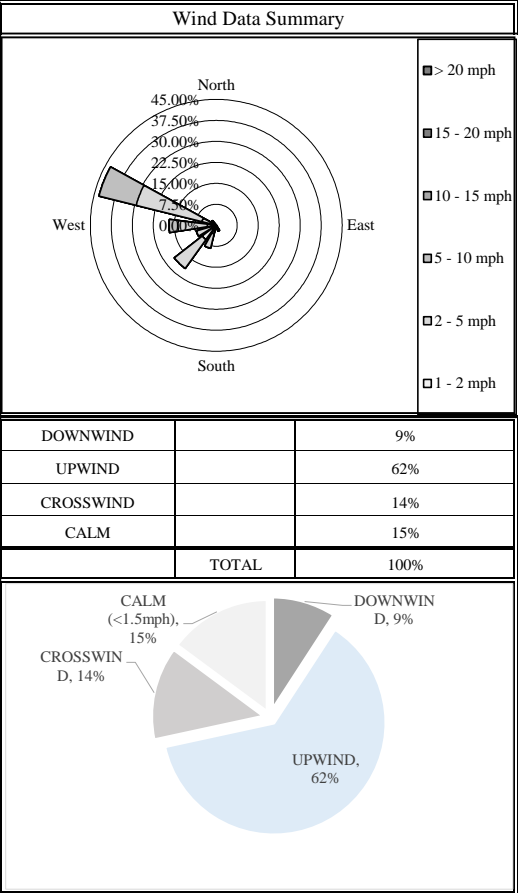 Wind Data Summary
North
45.00%
37.50%
30.00%
22.50%
15.00%
7.50%
0.00%
West
East
South
> 20 mph
15 - 20 mph
10 - 15 mph
5 - 10 mph
2 - 5 mph
1 - 2 mph
DOWNWIND 9%
UPWIND 62%
CROSSWIND 14%
CALM 15%
TOTAL 100%
CALM
(<1.5mph),
15%
DOWNWIN
D, 9%
CROSSWIN
D, 14%
UPWIND,
62%